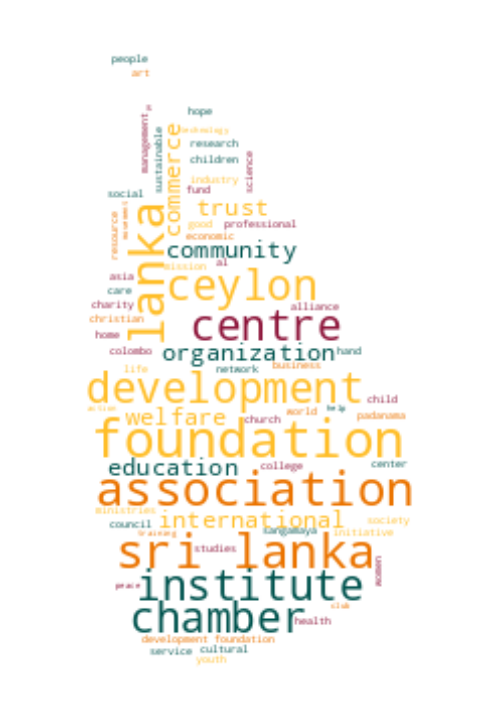 people
art
hope
technology
research
children
management
sustainable
commerce
science
industry
fund
social
trust
resource
good
professional
economic
lanka
community
al
mission
asia
ceylon
care
charity
alliance
christian
centre
home
colombo
organization
hand
network
business
life
development
child
action
welfare
world
help
church
padanama
foundation
education
college
center
association
ministries
international
society
council
sangamaya
initiative
training
sri lanka
studies
women
peace
institute
club
chamber
health
development foundation
service
cultural
youth